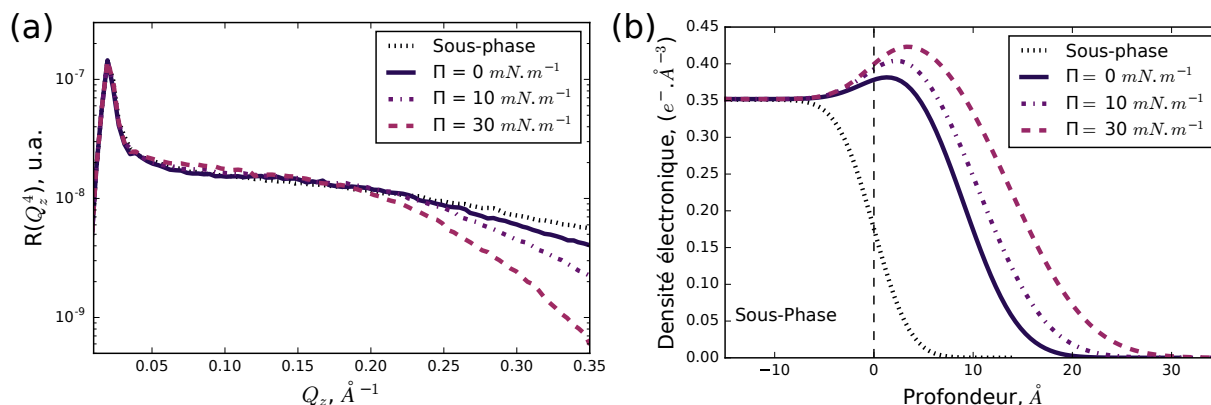 (a)
R(Q_z^4), u.a.
10^-7
10^-8
10^-9
0.05 0.10 0.15 0.20 0.25 0.30 0.35
Q_z, Å^-1
Sous-phase
Π = 0 mN.m^-1
Π = 10 mN.m^-1
Π = 30 mN.m^-1
(b)
Densité électronique, (e^-.Å^-3)
0.45
0.40
0.35
0.30
0.25
0.20
0.15
0.10
0.05
0.00
−10 0 10 20 30
Profondeur, Å
Sous-phase
Π = 0 mN.m^-1
Π = 10 mN.m^-1
Π = 30 mN.m^-1
Sous-Phase